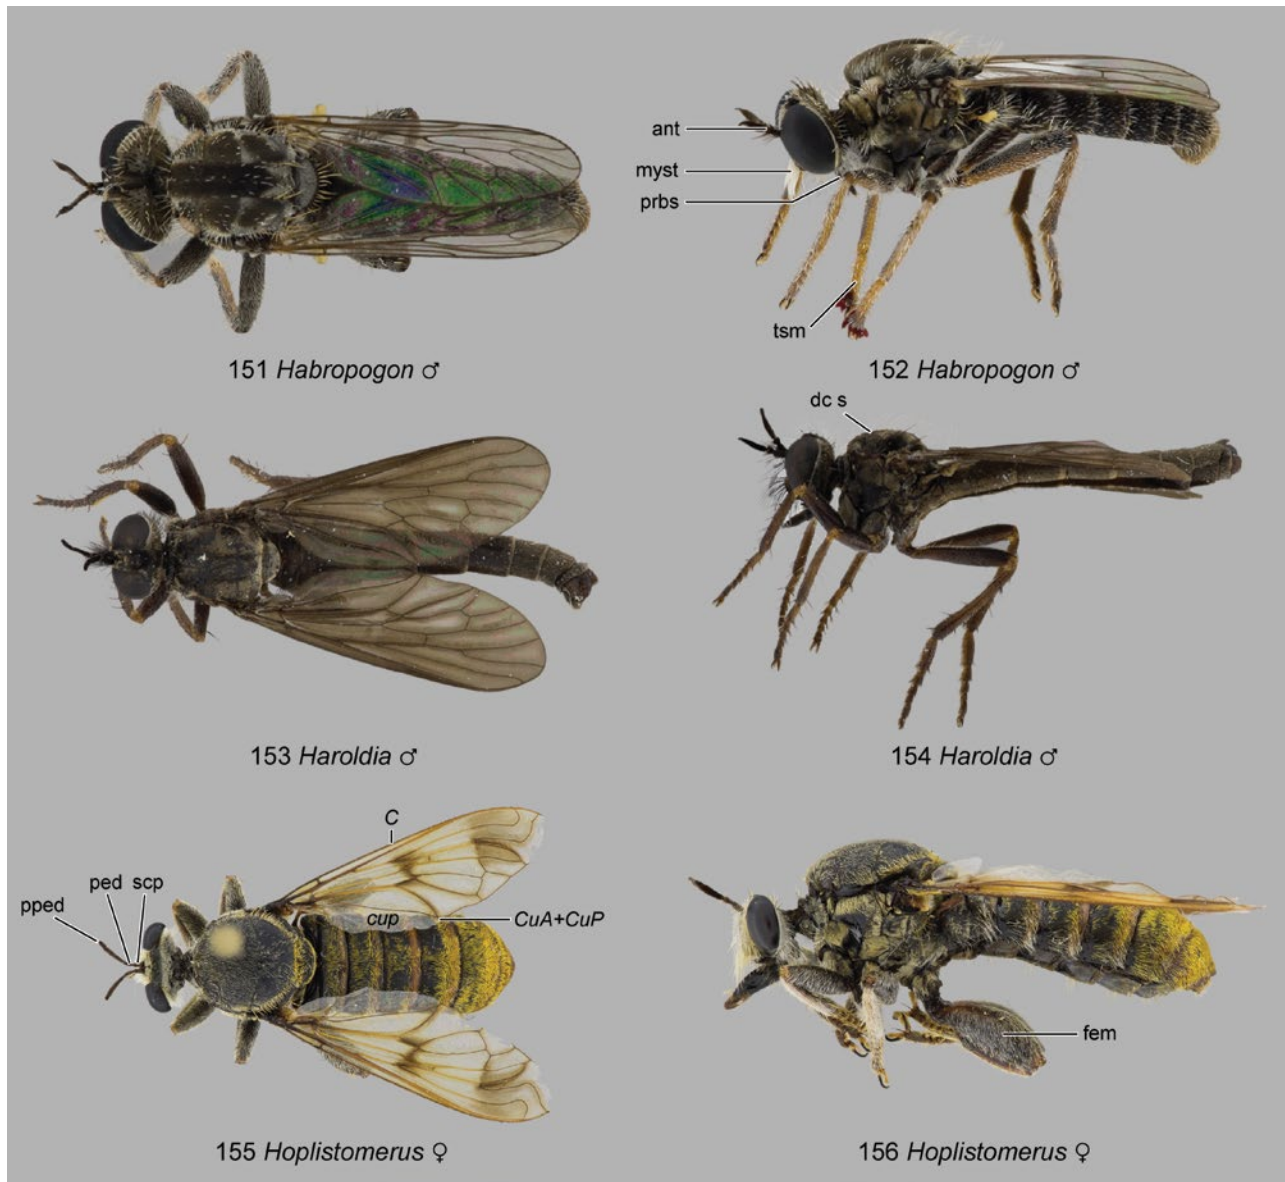 ant
myst
prbs
tsm
151 Habropogon ♂
152 Habropogon ♂
dc s
153 Haroldia ♂
154 Haroldia ♂
C
ped scp
pped
cup
CuA+CuP
fem
155 Hoplistomerus ♀
156 Hoplistomerus ♀